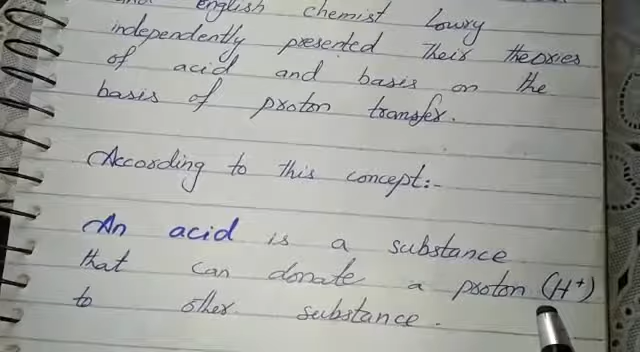 english chemist Lowry
independently presented Their theories
of acid and basis on the
basis of proton transfer.
According to this concept:-
An acid is a substance
that can donate a proton (H+)
to other substance.